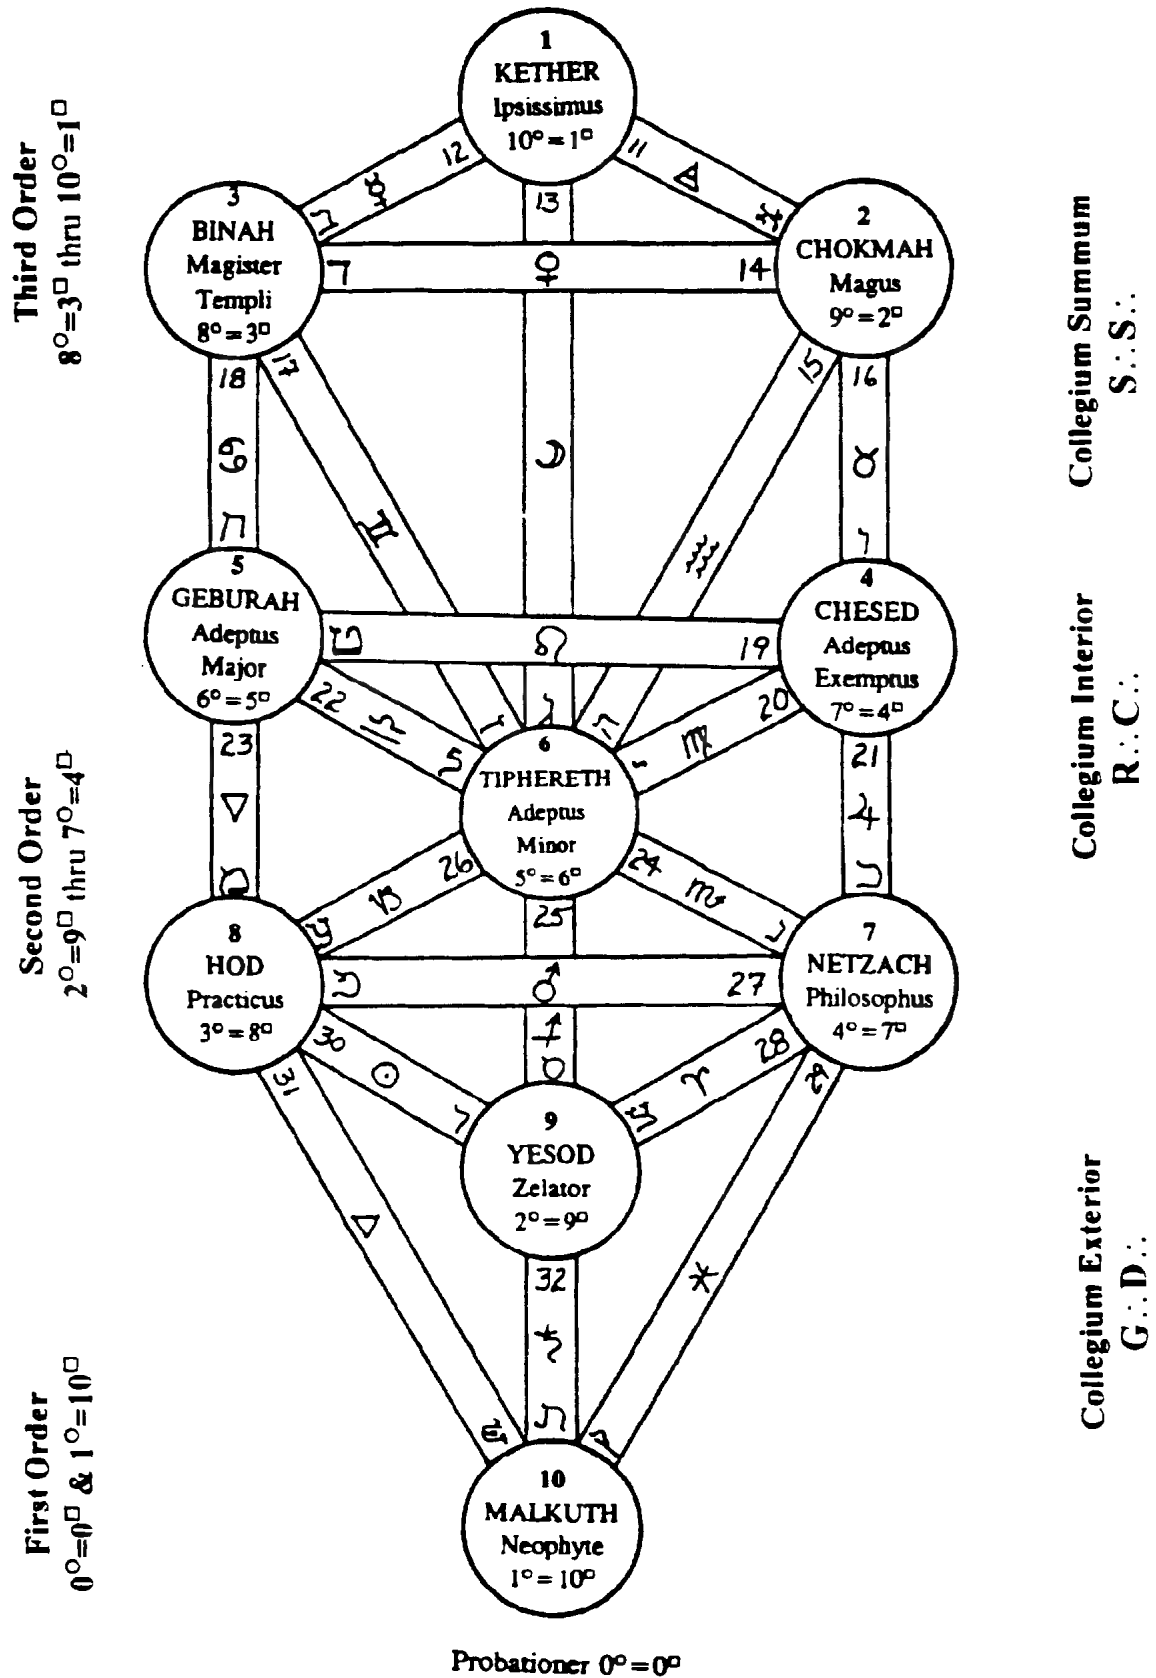 1
KETHER
Ipsissimus
10°=1□
12
11
13
3
BINAH
Magister
Templi
8°=3□
2
CHOKMAH
Magus
9°=2□
14
Third Order
8°=3□ thru 10°=1□
Collegium Summum
S∴S∴
18
17
15
16
5
GEBURAH
Adeptus
Major
6°=5□
4
CHESED
Adeptus
Exemptus
7°=4□
19
22
20
23
21
6
TIPHERETH
Adeptus
Minor
5°=6□
Second Order
2°=9□ thru 7°=4□
Collegium Interior
R∴C∴
26
24
25
8
HOD
Practicus
3°=8□
7
NETZACH
Philosophus
4°=7□
27
30
28
31
29
9
YESOD
Zelator
2°=9□
32
First Order
0°=0□ & 1°=10□
Collegium Exterior
G∴D∴
10
MALKUTH
Neophyte
1°=10□
Probationer 0°=0□